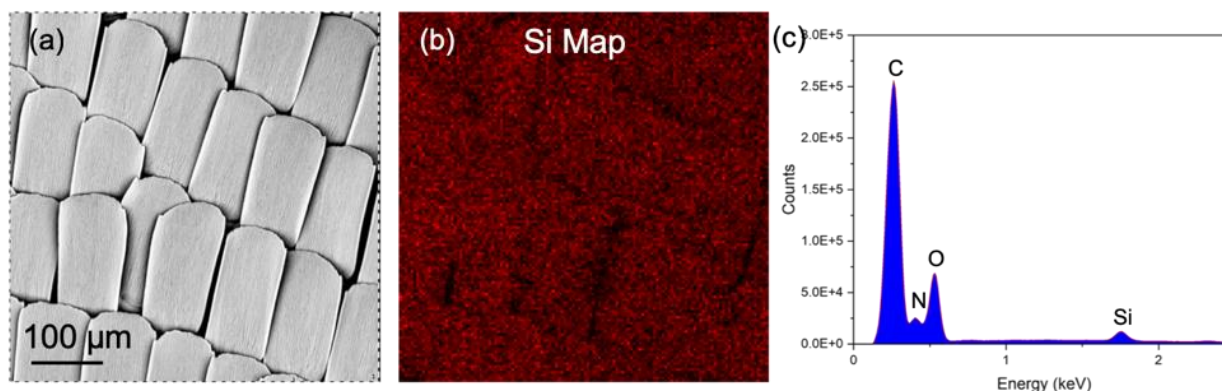 (a)
100 µm
(b)
Si Map
(c)
3.0E+5
2.5E+5
2.0E+5
1.5E+5
1.0E+5
5.0E+4
0.0E+0
Counts
C
N
O
Si
0
1
2
Energy (keV)